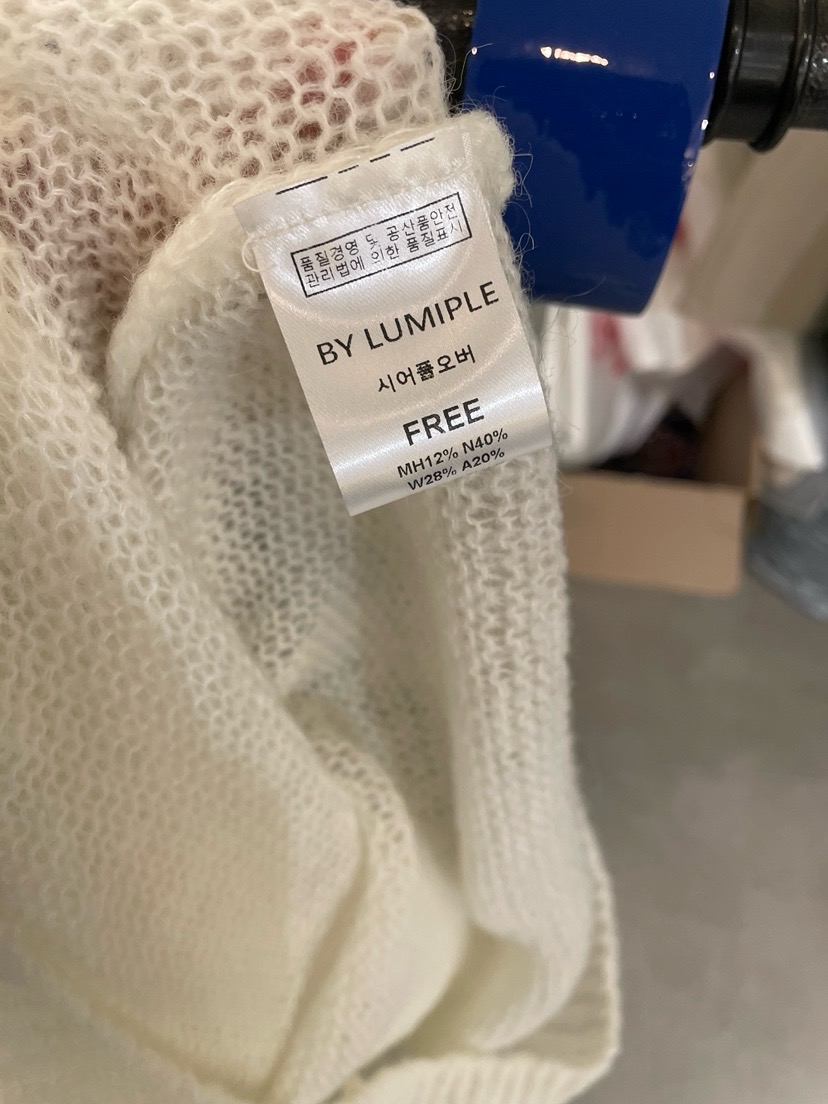 품질경영 및 공산품안전
관리법에 의한 품질표시
BY LUMIPLE
시어풀오버
FREE
MH12% N40%
W28% A20%